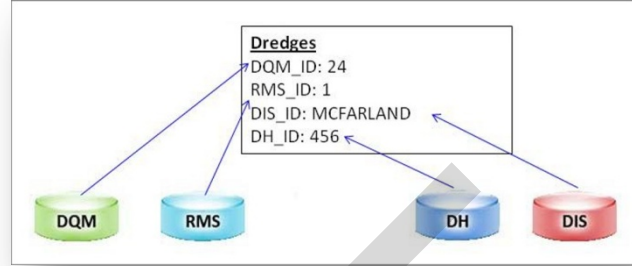 Dredges
DQM_ID: 24
RMS_ID: 1
DIS_ID: MCFARLAND
DH_ID: 456
DQM
RMS
DH
DIS